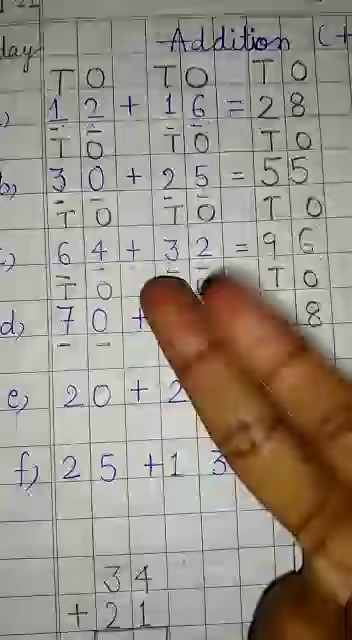 day Addition (+
T O T O T O
1 2 + 1 6 = 2 8
T O T O T O
b) 3 0 + 2 5 = 5 5
T O T O T O
c) 6 4 + 3 2 = 9 6
T O T O
d) 7 0 + 8
e) 2 0 + 2
f) 2 5 + 1 3
3 4
+ 2 1